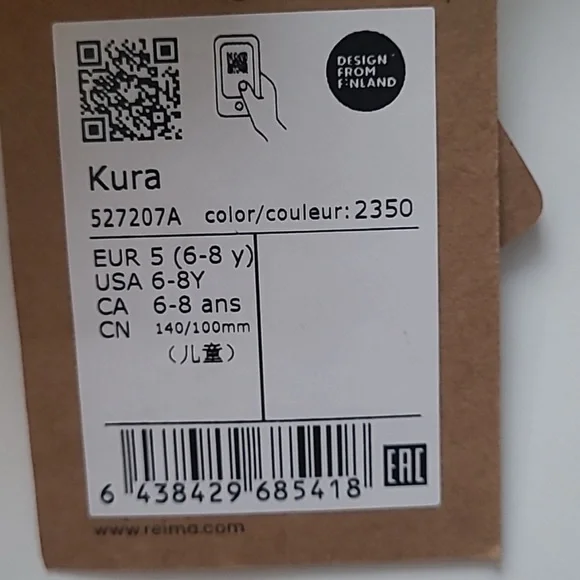 DESIGN
FROM
F:NLAND
Kura
527207A color/couleur: 2350
EUR 5 (6-8 y)
USA 6-8Y
CA 6-8 ans
CN 140/100mm
（儿童）
6 438429 685418
EAC
www.reima.com